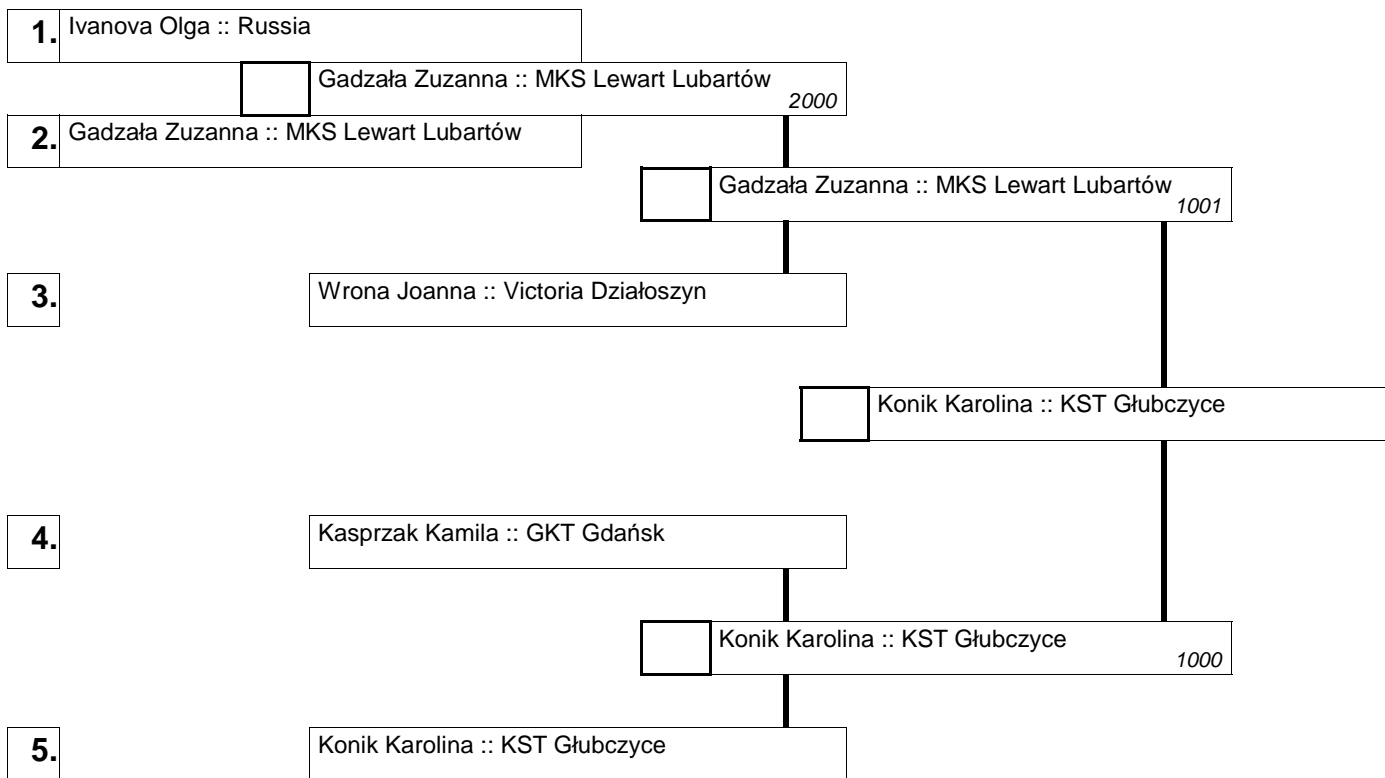 1. Ivanova Olga :: Russia
Gadzała Zuzanna :: MKS Lewart Lubartów
2000
2. Gadzała Zuzanna :: MKS Lewart Lubartów
Gadzała Zuzanna :: MKS Lewart Lubartów
1001
3. Wrona Joanna :: Victoria Działoszyn
Konik Karolina :: KST Głubczyce
4. Kasprzak Kamila :: GKT Gdańsk
Konik Karolina :: KST Głubczyce
1000
5. Konik Karolina :: KST Głubczyce